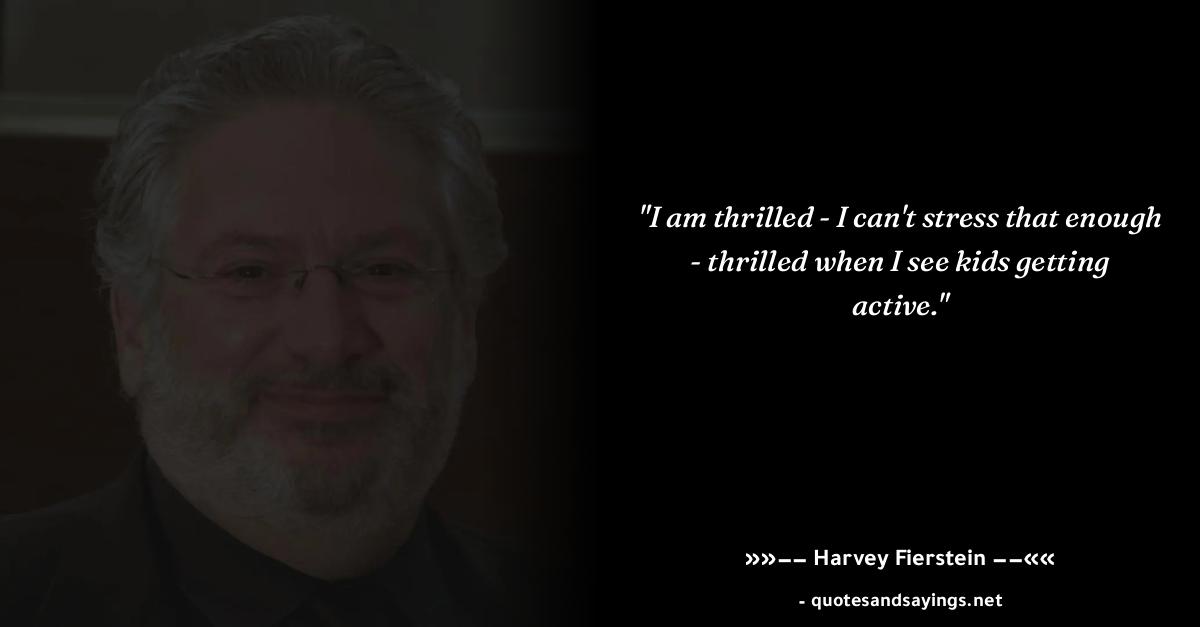 "I am thrilled - I can't stress that enough
- thrilled when I see kids getting
active."
»»−− Harvey Fierstein −−««
- quotesandsayings.net